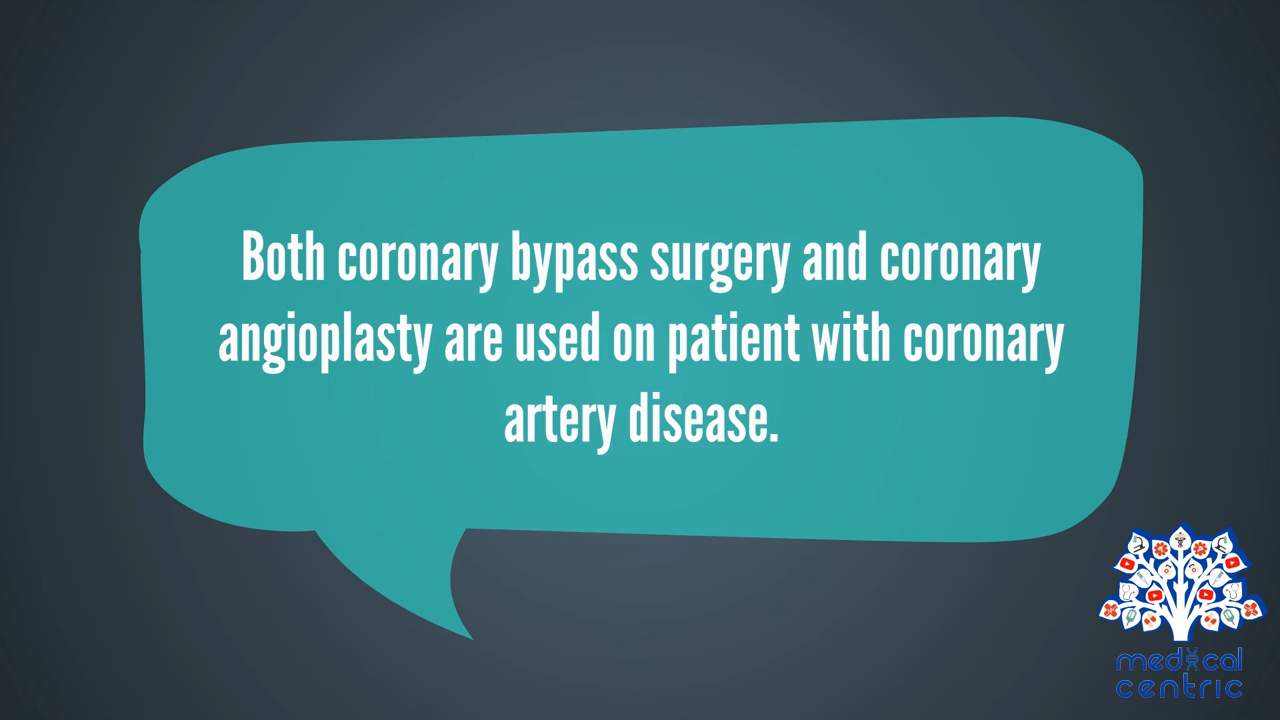 Both coronary bypass surgery and coronary
angioplasty are used on patient with coronary
artery disease.
medical
centric